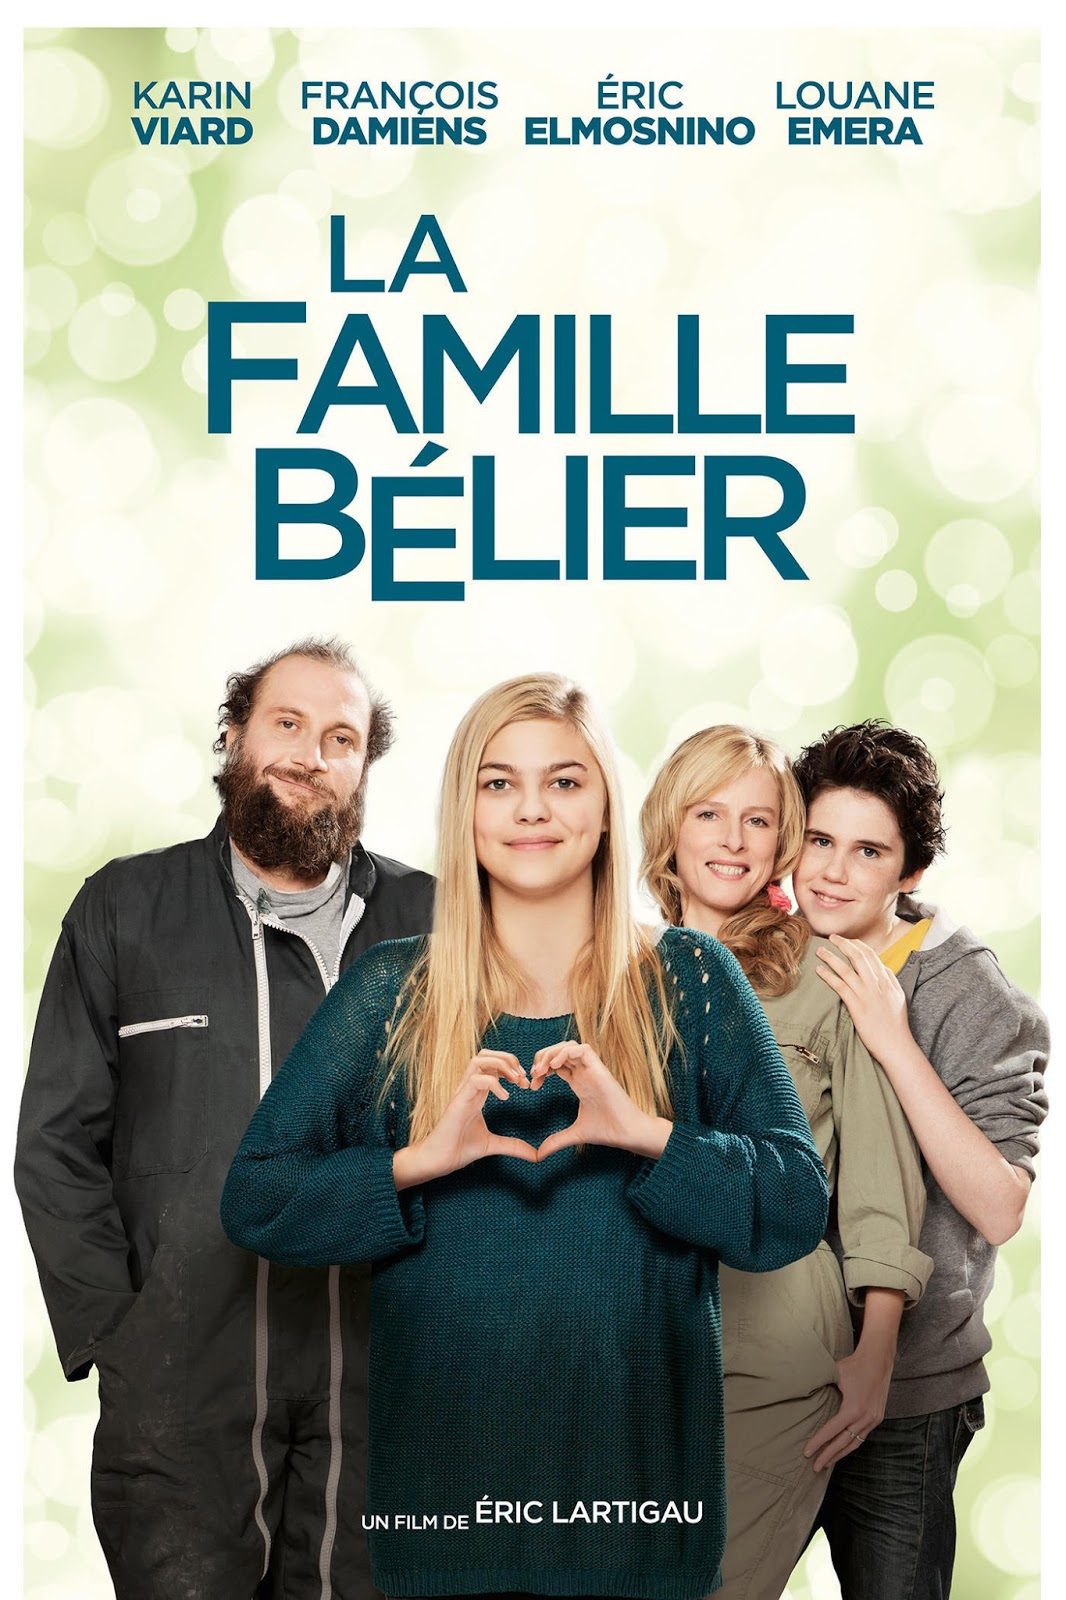 KARIN FRANÇOIS ÉRIC LOUANE
VIARD DAMIENS ELMOSNINO EMERA
LA
FAMILLE
BÉLIER
UN FILM DE ÉRIC LARTIGAU